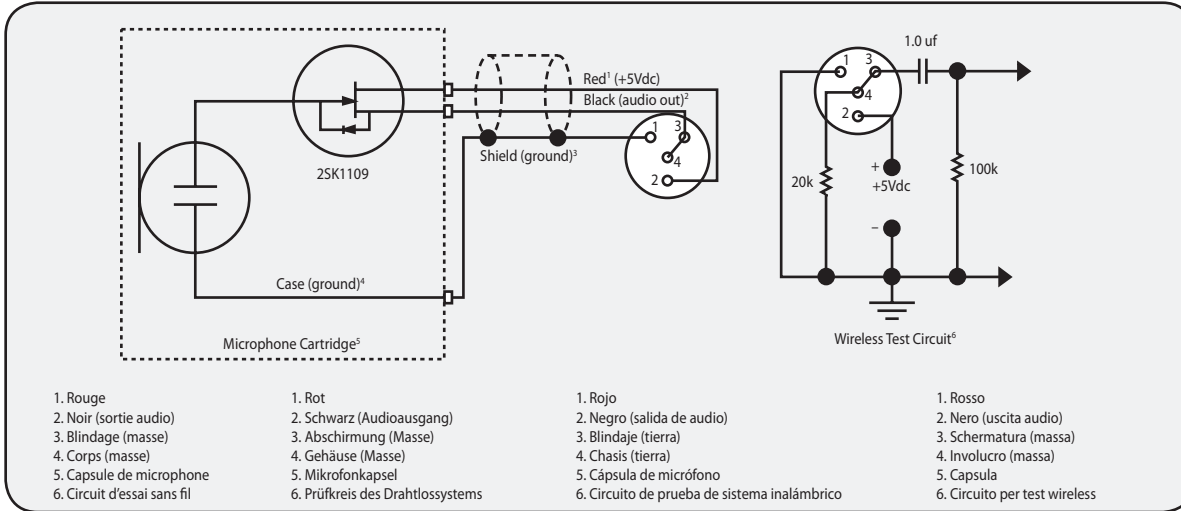 Red¹ (+5Vdc)
Black (audio out)²
Shield (ground)³
1
3
4
2
2SK1109
Case (ground)⁴
Microphone Cartridge⁵
1.0 uf
1
3
4
2
20k
+
+5Vdc
–
100k
Wireless Test Circuit⁶
1. Rouge
2. Noir (sortie audio)
3. Blindage (masse)
4. Corps (masse)
5. Capsule de microphone
6. Circuit d'essai sans fil
1. Rot
2. Schwarz (Audioausgang)
3. Abschirmung (Masse)
4. Gehäuse (Masse)
5. Mikrofonkapsel
6. Prüfkreis des Drahtlossystems
1. Rojo
2. Negro (salida de audio)
3. Blindaje (tierra)
4. Chasis (tierra)
5. Cápsula de micrófono
6. Circuito de prueba de sistema inalámbrico
1. Rosso
2. Nero (uscita audio)
3. Schermatura (massa)
4. Involucro (massa)
5. Capsula
6. Circuito per test wireless